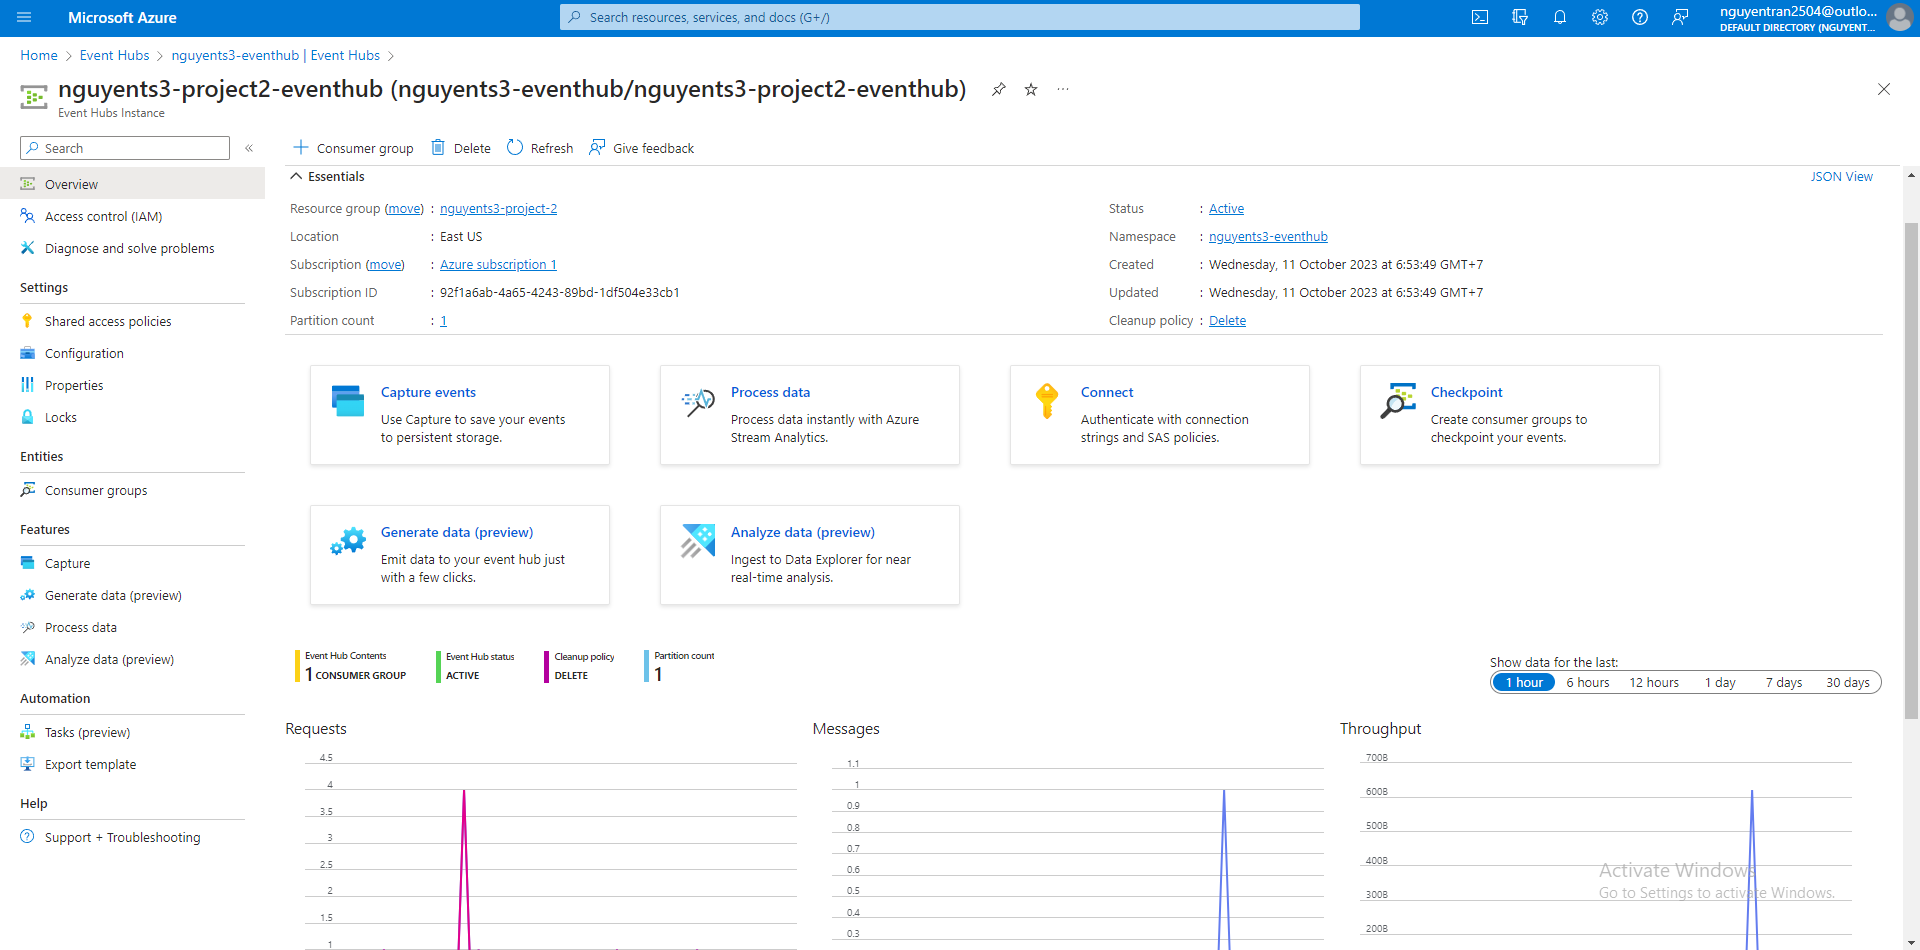 Microsoft Azure
Search resources, services, and docs (G+/)
nguyentran2504@outlo...
DEFAULT DIRECTORY (NGUYENT...
Home > Event Hubs > nguyents3-eventhub | Event Hubs >
nguyents3-project2-eventhub (nguyents3-eventhub/nguyents3-project2-eventhub)
Event Hubs Instance
Search
Consumer group
Delete
Refresh
Give feedback
Overview
Access control (IAM)
Diagnose and solve problems
Settings
Shared access policies
Configuration
Properties
Locks
Entities
Consumer groups
Features
Capture
Generate data (preview)
Process data
Analyze data (preview)
Automation
Tasks (preview)
Export template
Help
Support + Troubleshooting
Essentials
JSON View
Resource group (move) : nguyents3-project-2
Location : East US
Subscription (move) : Azure subscription 1
Subscription ID : 92f1a6ab-4a65-4243-89bd-1df504e33cb1
Partition count : 1
Status : Active
Namespace : nguyents3-eventhub
Created : Wednesday, 11 October 2023 at 6:53:49 GMT+7
Updated : Wednesday, 11 October 2023 at 6:53:49 GMT+7
Cleanup policy : Delete
Capture events
Use Capture to save your events
to persistent storage.
Process data
Process data instantly with Azure
Stream Analytics.
Connect
Authenticate with connection
strings and SAS policies.
Checkpoint
Create consumer groups to
checkpoint your events.
Generate data (preview)
Emit data to your event hub just
with a few clicks.
Analyze data (preview)
Ingest to Data Explorer for near
real-time analysis.
Event Hub Contents
1 CONSUMER GROUP
Event Hub status
ACTIVE
Cleanup policy
DELETE
Partition count
1
Show data for the last:
1 hour 6 hours 12 hours 1 day 7 days 30 days
Requests
4.5
4
3.5
3
2.5
2
1.5
1
Messages
1.1
1
0.9
0.8
0.7
0.6
0.5
0.4
0.3
Throughput
700B
600B
500B
400B
300B
200B
Activate Windows
Go to Settings to activate Windows.